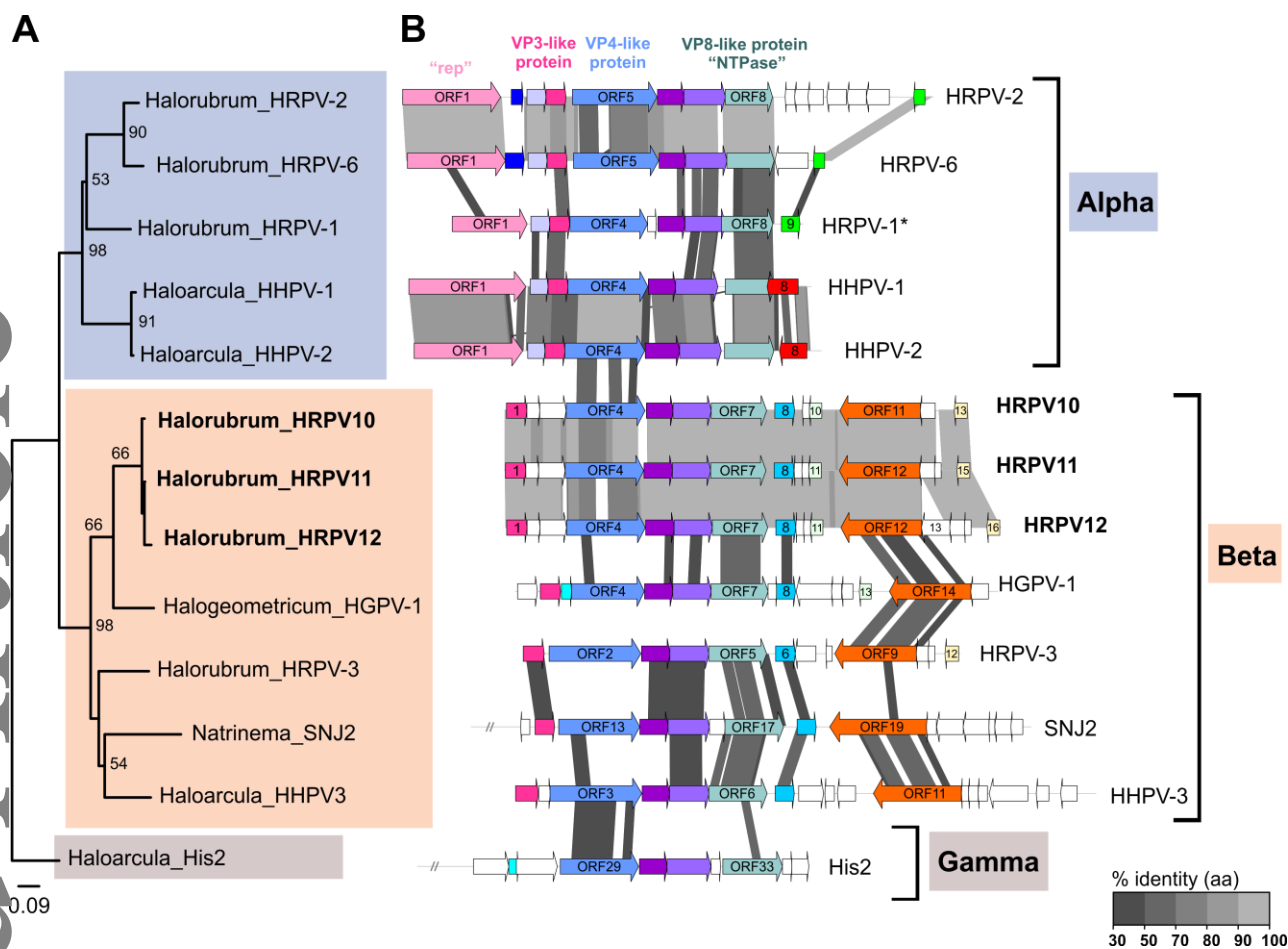 A
B
"rep"
VP3-like
protein
VP4-like
protein
VP8-like protein
"NTPase"
Halorubrum_HRPV-2
90
Halorubrum_HRPV-6
53
Halorubrum_HRPV-1
98
Haloarcula_HHPV-1
91
Haloarcula_HHPV-2
Halorubrum_HRPV10
66
Halorubrum_HRPV11
66
Halorubrum_HRPV12
Halogeometricum_HGPV-1
98
Halorubrum_HRPV-3
Natrinema_SNJ2
54
Haloarcula_HHPV3
Haloarcula_His2
0.09
ORF1 ORF5 ORF8 HRPV-2
ORF1 ORF5 HRPV-6
ORF1 ORF4 ORF8 9 HRPV-1*
ORF1 ORF4 8 HHPV-1
ORF1 ORF4 8 HHPV-2
Alpha
1 ORF4 ORF7 8 10 ORF11 13 HRPV10
1 ORF4 ORF7 8 11 ORF12 15 HRPV11
1 ORF4 ORF7 8 11 ORF12 13 16 HRPV12
ORF4 ORF7 8 13 ORF14 HGPV-1
ORF2 ORF5 6 ORF9 12 HRPV-3
// ORF13 ORF17 ORF19 SNJ2
ORF3 ORF6 ORF11 HHPV-3
Beta
// ORF29 ORF33 His2
Gamma
% identity (aa)
30 60 70 80 90 100